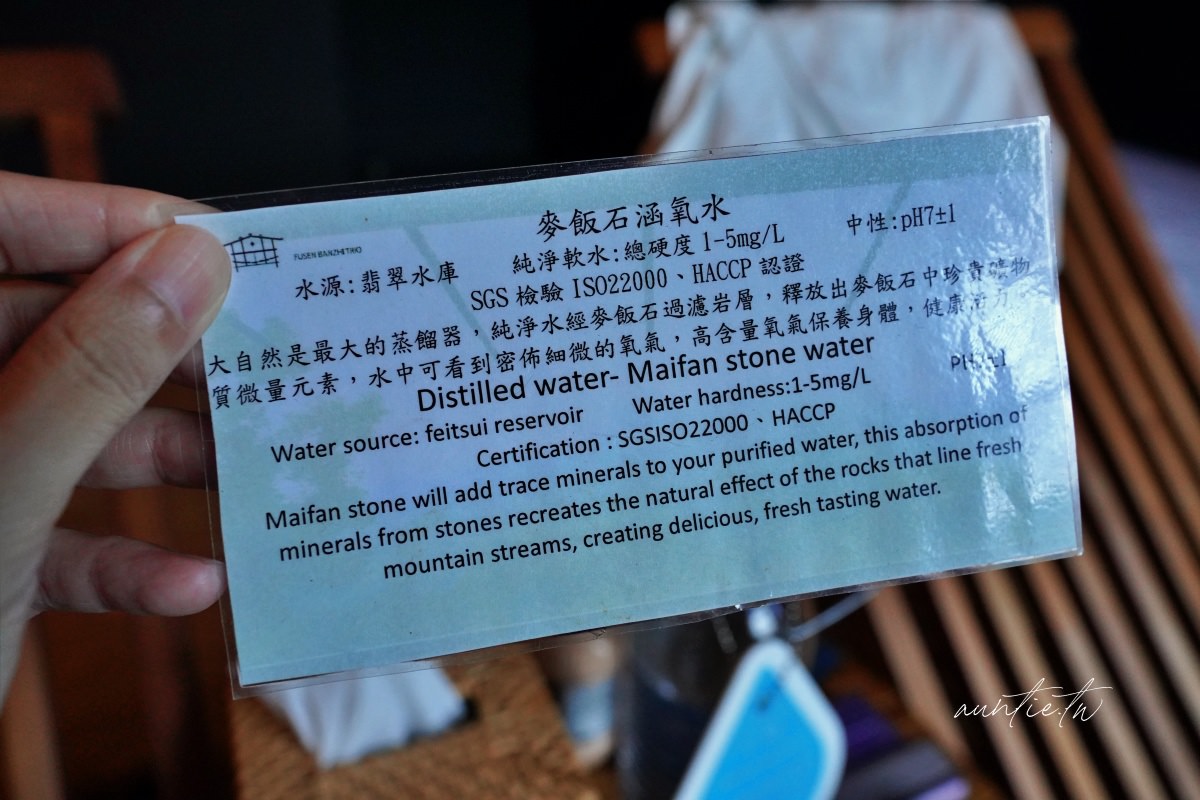 麥飯石涵氧水
FUSEN BANZHITING
水源:翡翠水庫 純淨軟水:總硬度 1-5mg/L 中性:pH7±1
SGS 檢驗 ISO22000、HACCP 認證
大自然是最大的蒸餾器，純淨水經麥飯石過濾岩層，釋放出麥飯石中珍貴礦物
質微量元素，水中可看到密佈細微的氧氣，高含量氧氣保養身體，健康活力。
Distilled water- Maifan stone water
Water source: feitsui reservoir Water hardness:1-5mg/L
Certification : SGSISO22000、HACCP
Maifan stone will add trace minerals to your purified water, this absorption of
minerals from stones recreates the natural effect of the rocks that line fresh
mountain streams, creating delicious, fresh tasting water.
auntie.tw